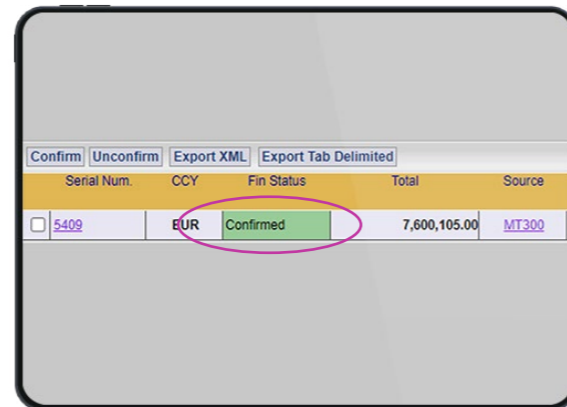 Confirm Unconfirm Export XML Export Tab Delimited
Serial Num. CCY Fin Status Total Source
5409 EUR Confirmed 7,600,105.00 MT300